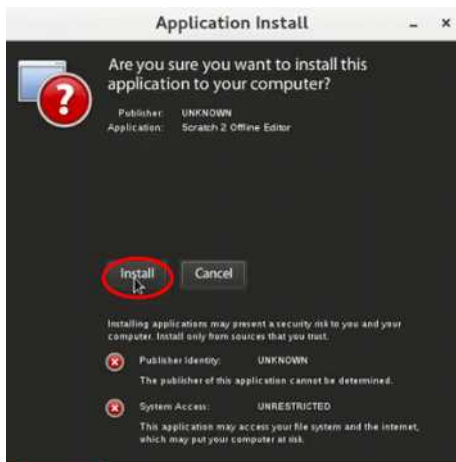 Application Install
Are you sure you want to install this
application to your computer?
Publisher: UNKNOWN
Application: Scratch 2 Offline Editor
Install Cancel
Installing applications may present a security risk to you and your
computer. Install only from sources that you trust.
Publisher Identity: UNKNOWN
The publisher of this application cannot be determined.
System Access: UNRESTRICTED
This application may access your file system and the internet,
which may put your computer at risk.